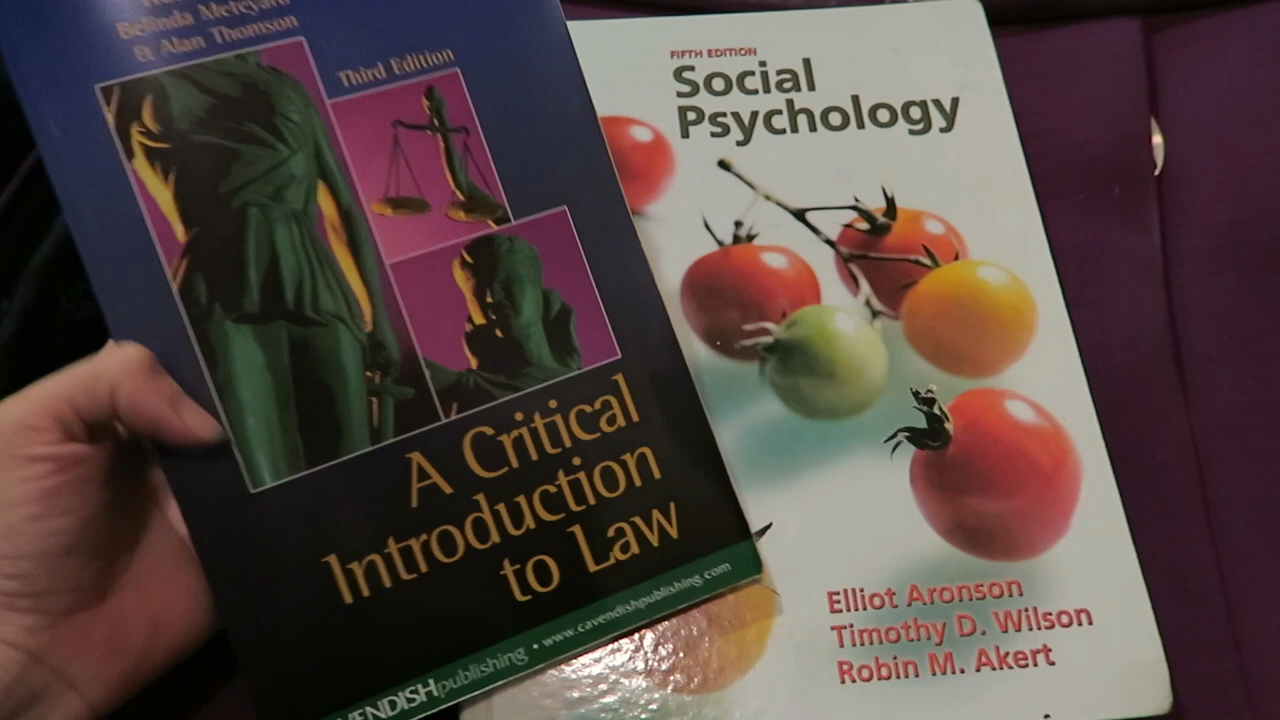 Belinda Meteyard
& Alan Thomson
Third Edition
A Critical
Introduction
to Law
VENDISHpublishing • www.cavendishpublishing.com
FIFTH EDITION
Social
Psychology
Elliot Aronson
Timothy D. Wilson
Robin M. Akert